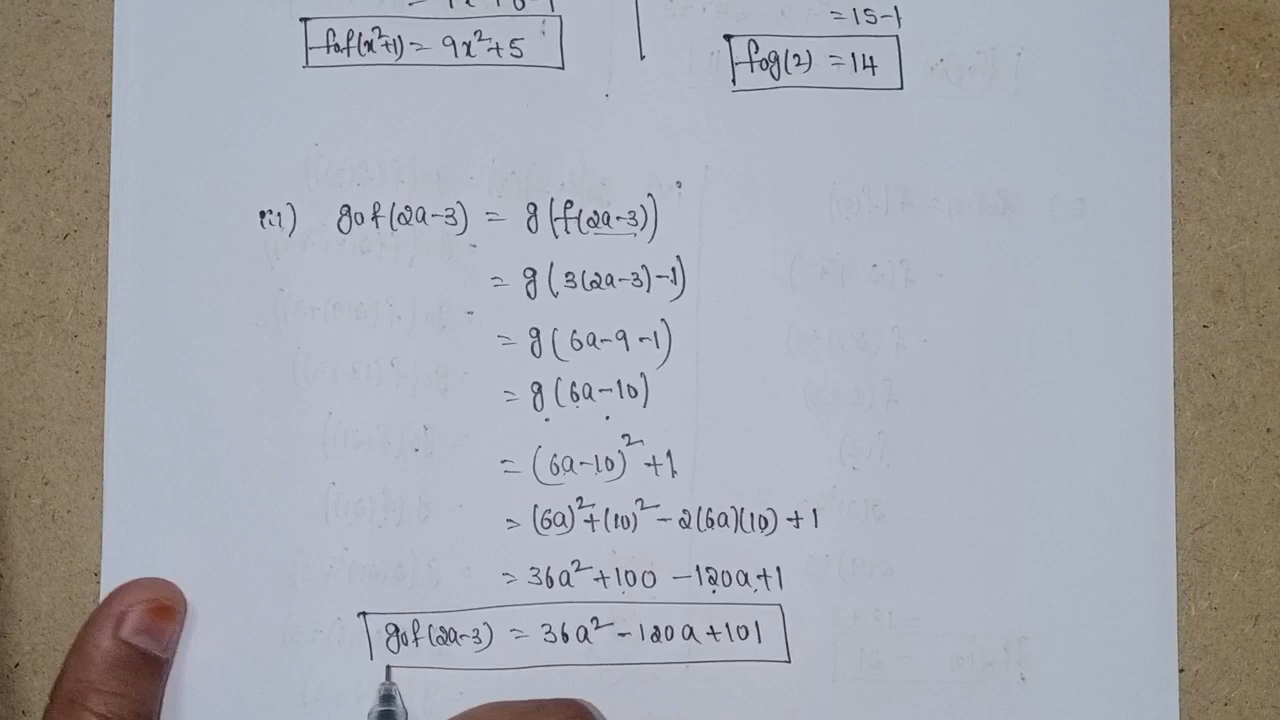 fof(x²+1) = 9x²+5
= 15-1
fog(2) = 14
iii) gof(2a-3) = g(f(2a-3))
= g(3(2a-3)-1)
= g(6a-9-1)
= g(6a-10)
= (6a-10)²+1
= (6a)²+(10)²-2(6a)(10)+1
= 36a²+100-120a+1
gof(2a-3) = 36a²-120a+101